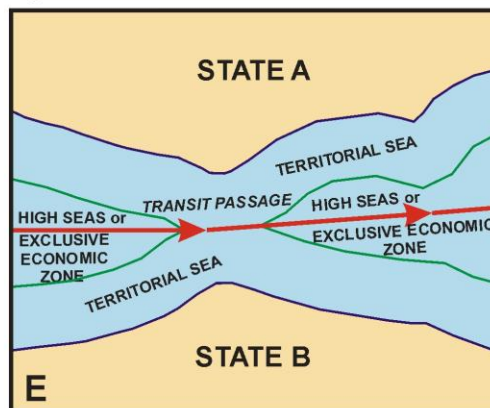 STATE A
TERRITORIAL SEA
TRANSIT PASSAGE
HIGH SEAS or
EXCLUSIVE
ECONOMIC
ZONE
HIGH SEAS or
EXCLUSIVE ECONOMIC
ZONE
TERRITORIAL SEA
STATE B
E